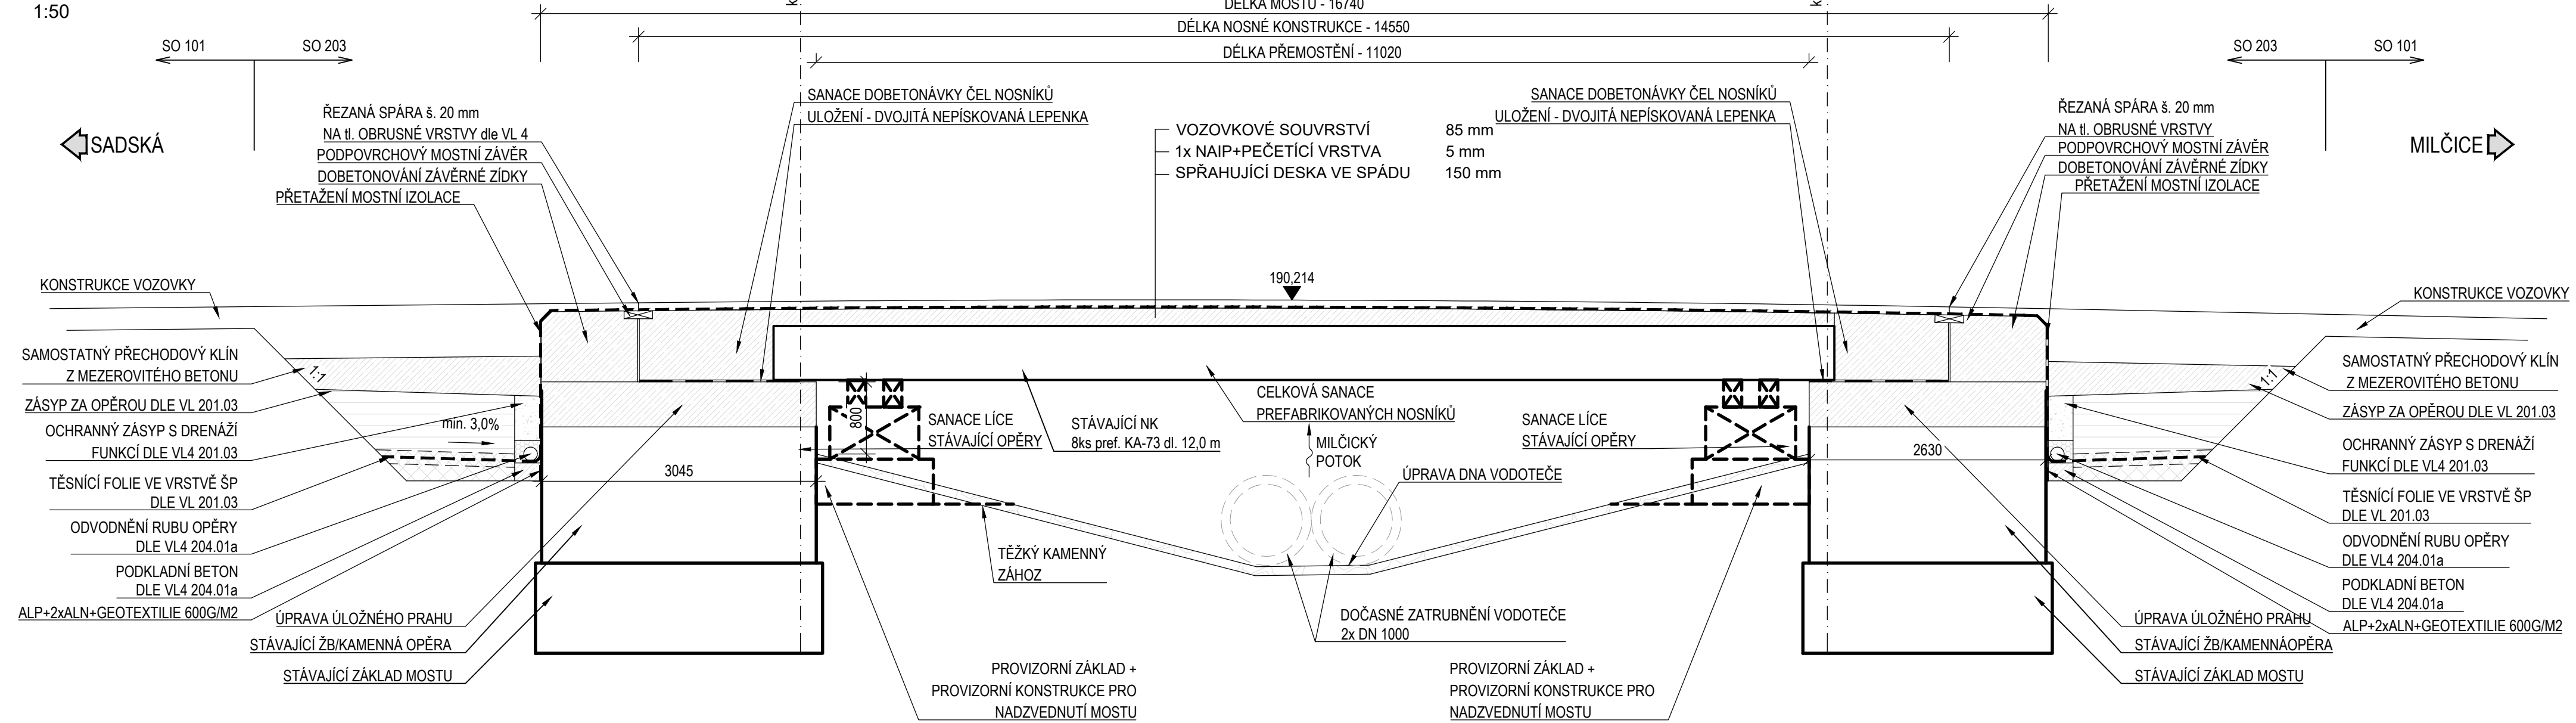 1:50
k
k
DÉLKA MOSTU - 16740
DÉLKA NOSNÉ KONSTRUKCE - 14550
DÉLKA PŘEMOSTĚNÍ - 11020
SO 101
SO 203
SO 203
SO 101
SADSKÁ
MILČICE
ŘEZANÁ SPÁRA š. 20 mm
NA tl. OBRUSNÉ VRSTVY dle VL 4
PODPOVRCHOVÝ MOSTNÍ ZÁVĚR
DOBETONOVÁNÍ ZÁVĚRNÉ ZÍDKY
PŘETAŽENÍ MOSTNÍ IZOLACE
SANACE DOBETONÁVKY ČEL NOSNÍKŮ
ULOŽENÍ - DVOJITÁ NEPÍSKOVANÁ LEPENKA
VOZOVKOVÉ SOUVRSTVÍ 85 mm
1x NAIP+PEČETÍCÍ VRSTVA 5 mm
SPŘAHUJÍCÍ DESKA VE SPÁDU 150 mm
SANACE DOBETONÁVKY ČEL NOSNÍKŮ
ULOŽENÍ - DVOJITÁ NEPÍSKOVANÁ LEPENKA
ŘEZANÁ SPÁRA š. 20 mm
NA tl. OBRUSNÉ VRSTVY
PODPOVRCHOVÝ MOSTNÍ ZÁVĚR
DOBETONOVÁNÍ ZÁVĚRNÉ ZÍDKY
PŘETAŽENÍ MOSTNÍ IZOLACE
190,214
KONSTRUKCE VOZOVKY
SAMOSTATNÝ PŘECHODOVÝ KLÍN
Z MEZEROVITÉHO BETONU
ZÁSYP ZA OPĚROU DLE VL 201.03
OCHRANNÝ ZÁSYP S DRENÁŽÍ
FUNKCÍ DLE VL4 201.03
TĚSNÍCÍ FOLIE VE VRSTVĚ ŠP
DLE VL 201.03
ODVODNĚNÍ RUBU OPĚRY
DLE VL4 204.01a
PODKLADNÍ BETON
DLE VL4 204.01a
ALP+2xALN+GEOTEXTILIE 600G/M2
1:1
min. 3,0%
3045
800
SANACE LÍCE
STÁVAJÍCÍ OPĚRY
STÁVAJÍCÍ NK
8ks pref. KA-73 dl. 12,0 m
CELKOVÁ SANACE
PREFABRIKOVANÝCH NOSNÍKŮ
MILČICKÝ
POTOK
SANACE LÍCE
STÁVAJÍCÍ OPĚRY
ÚPRAVA DNA VODOTEČE
TĚŽKÝ KAMENNÝ
ZÁHOZ
DOČASNÉ ZATRUBNĚNÍ VODOTEČE
2x DN 1000
ÚPRAVA ÚLOŽNÉHO PRAHU
STÁVAJÍCÍ ŽB/KAMENNÁ OPĚRA
STÁVAJÍCÍ ZÁKLAD MOSTU
PROVIZORNÍ ZÁKLAD +
PROVIZORNÍ KONSTRUKCE PRO
NADZVEDNUTÍ MOSTU
PROVIZORNÍ ZÁKLAD +
PROVIZORNÍ KONSTRUKCE PRO
NADZVEDNUTÍ MOSTU
2630
1:1
KONSTRUKCE VOZOVKY
SAMOSTATNÝ PŘECHODOVÝ KLÍN
Z MEZEROVITÉHO BETONU
ZÁSYP ZA OPĚROU DLE VL 201.03
OCHRANNÝ ZÁSYP S DRENÁŽÍ
FUNKCÍ DLE VL4 201.03
TĚSNÍCÍ FOLIE VE VRSTVĚ ŠP
DLE VL 201.03
ODVODNĚNÍ RUBU OPĚRY
DLE VL4 204.01a
PODKLADNÍ BETON
DLE VL4 204.01a
ALP+2xALN+GEOTEXTILIE 600G/M2
ÚPRAVA ÚLOŽNÉHO PRAHU
STÁVAJÍCÍ ŽB/KAMENNÁOPĚRA
STÁVAJÍCÍ ZÁKLAD MOSTU